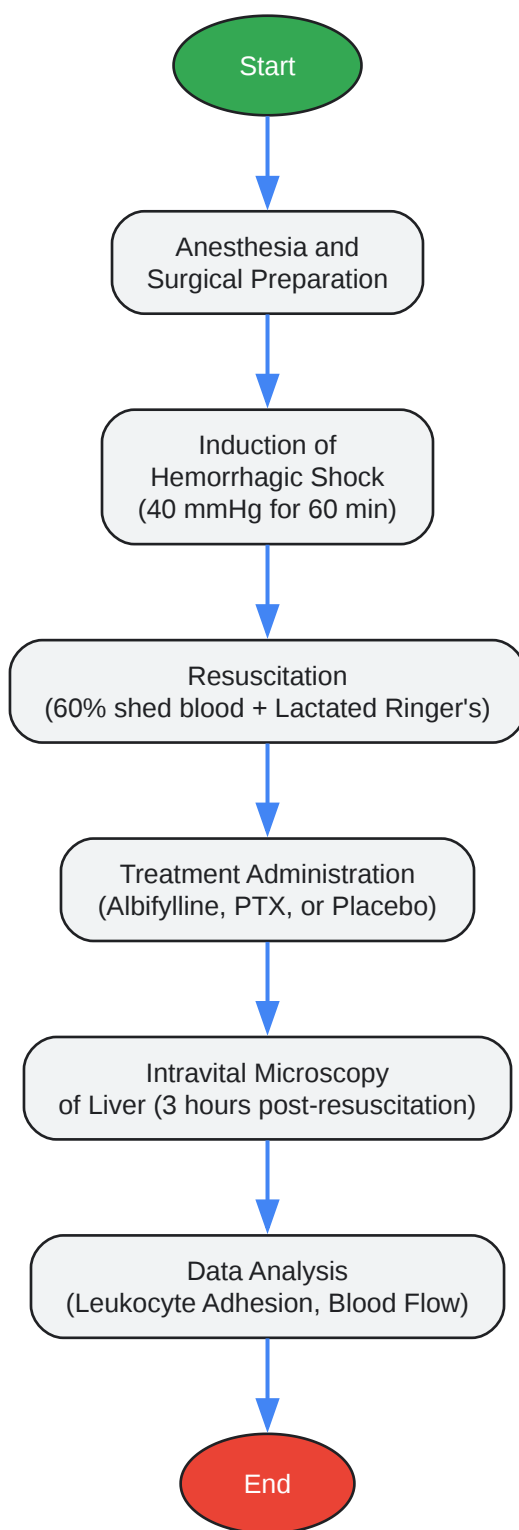 Start
Anesthesia and
Surgical Preparation
Induction of
Hemorrhagic Shock
(40 mmHg for 60 min)
Resuscitation
(60% shed blood + Lactated Ringer's)
Treatment Administration
(Albifylline, PTX, or Placebo)
Intravital Microscopy
of Liver (3 hours post-resuscitation)
Data Analysis
(Leukocyte Adhesion, Blood Flow)
End